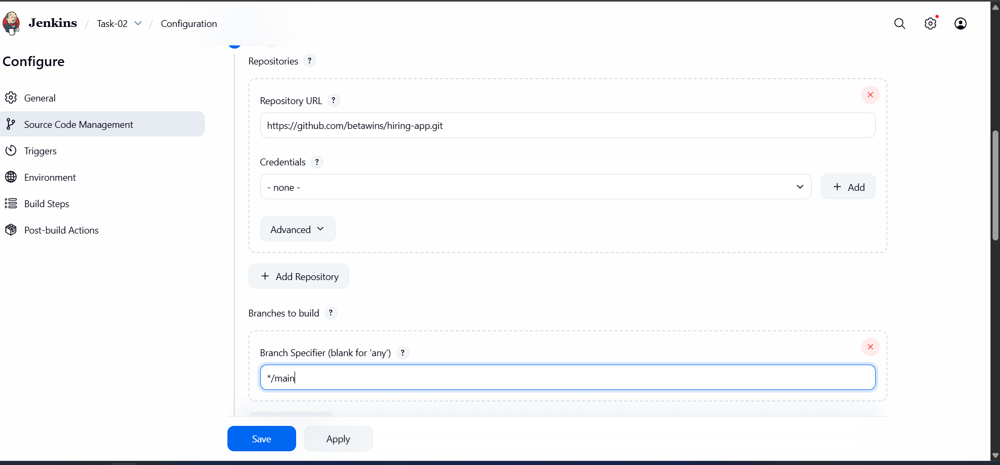 Jenkins / Task-02 / Configuration
Configure
General
Source Code Management
Triggers
Environment
Build Steps
Post-build Actions
Repositories ?
Repository URL ?
https://github.com/betawins/hiring-app.git
Credentials ?
- none -
+ Add
Advanced
+ Add Repository
Branches to build ?
Branch Specifier (blank for 'any') ?
*/main
Save
Apply